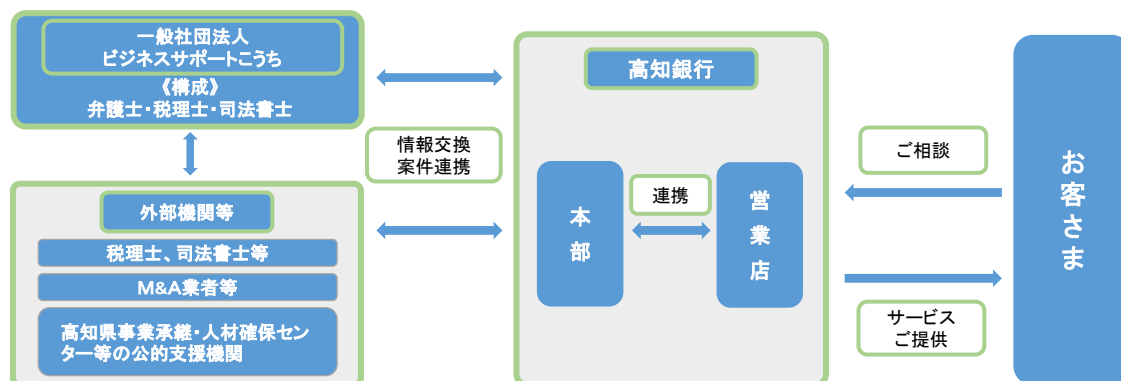 一般社団法人
ビジネスサポートこうち
《構成》
弁護士・税理士・司法書士
外部機関等
税理士、司法書士等
M&A業者等
高知県事業承継・人材確保セン
ター等の公的支援機関
情報交換
案件連携
高知銀行
本部
連携
営業店
ご相談
サービス
ご提供
お客さま